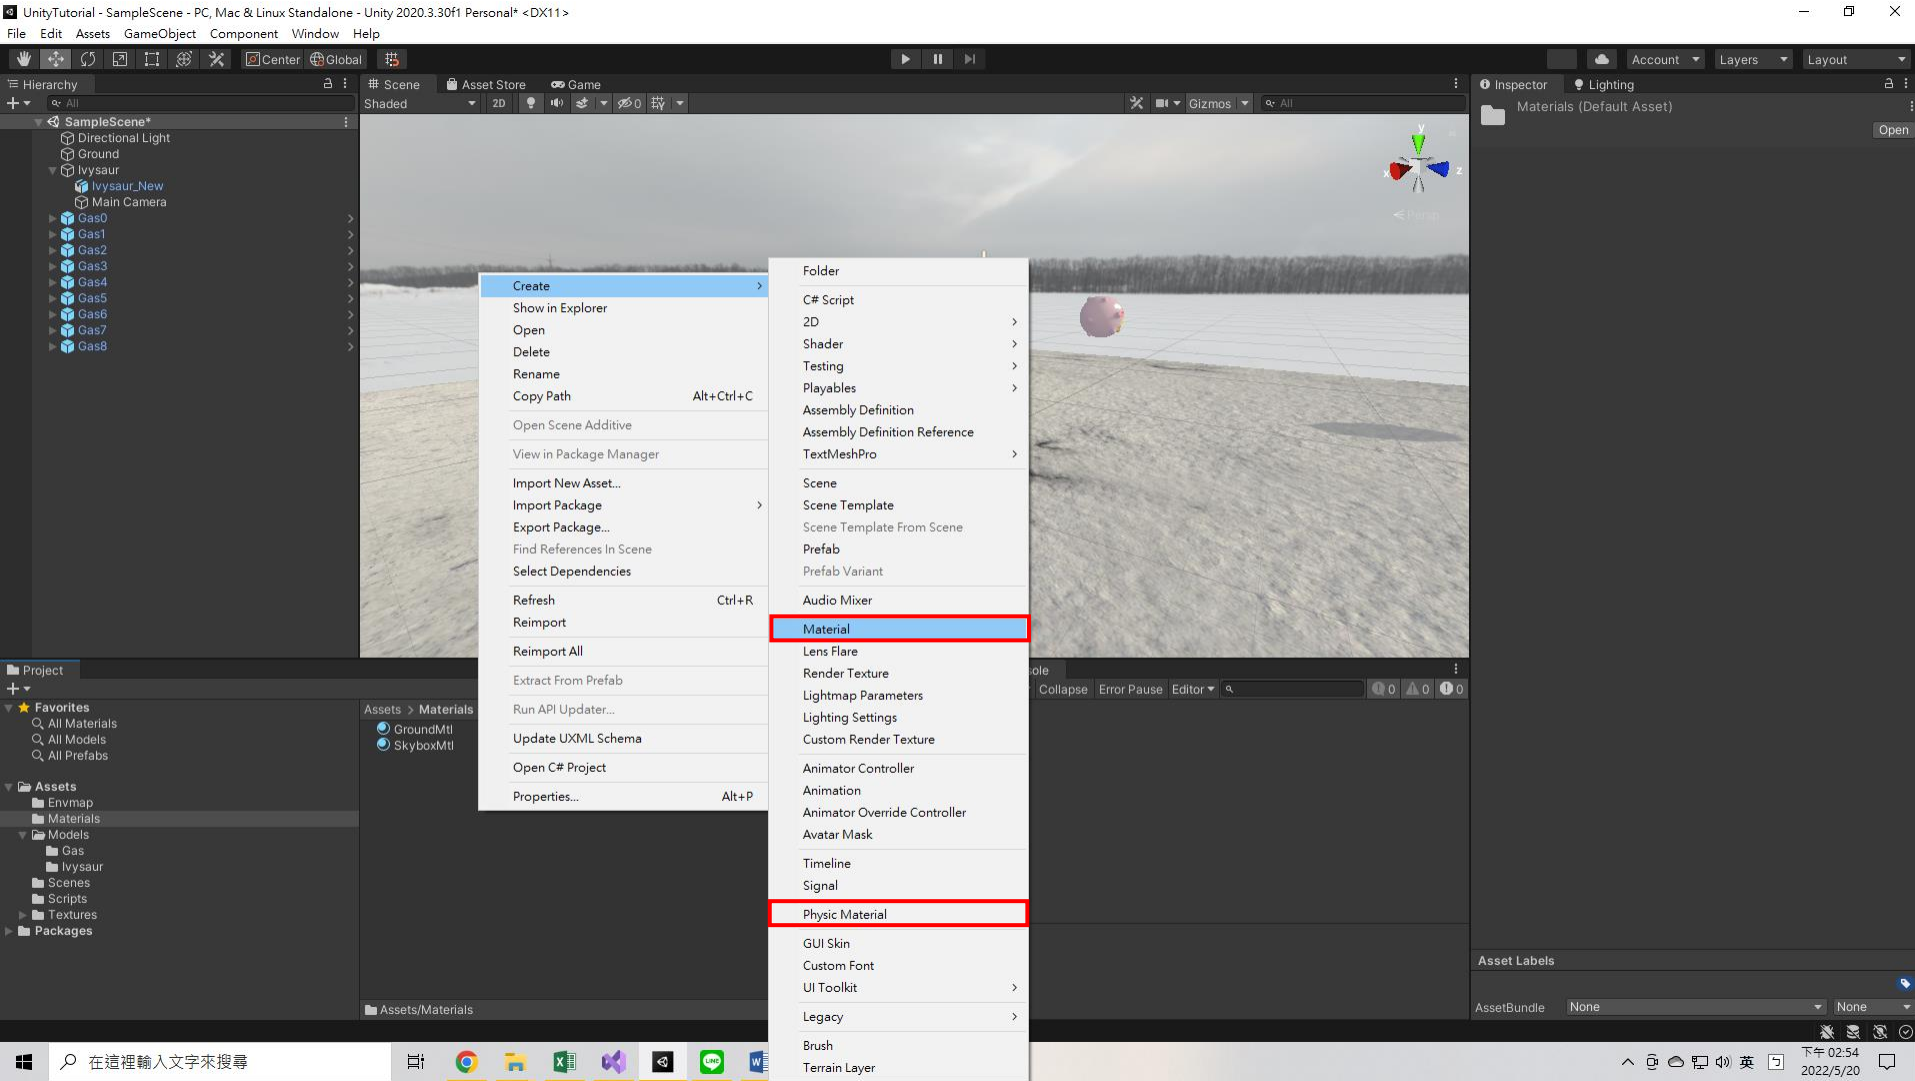 UnityTutorial - SampleScene - PC, Mac & Linux Standalone - Unity 2020.3.30f1 Personal* <DX11>
File Edit Assets GameObject Component Window Help
Center Global Account Layers Layout
Hierarchy
All
SampleScene*
Directional Light
Ground
Ivysaur
Ivysaur_New
Main Camera
Gas0
Gas1
Gas2
Gas3
Gas4
Gas5
Gas6
Gas7
Gas8
Scene Asset Store Game
Shaded 2D 0 Gizmos All
y
x z
Persp
Inspector Lighting
Materials (Default Asset)
Open
Create
Show in Explorer
Open
Delete
Rename
Copy Path Alt+Ctrl+C
Open Scene Additive
View in Package Manager
Import New Asset...
Import Package
Export Package...
Find References In Scene
Select Dependencies
Refresh Ctrl+R
Reimport
Reimport All
Extract From Prefab
Run API Updater...
Update UXML Schema
Open C# Project
Properties... Alt+P
Folder
C# Script
2D
Shader
Testing
Playables
Assembly Definition
Assembly Definition Reference
TextMeshPro
Scene
Scene Template
Scene Template From Scene
Prefab
Prefab Variant
Audio Mixer
Material
Lens Flare
Render Texture
Lightmap Parameters
Lighting Settings
Custom Render Texture
Animator Controller
Animation
Animator Override Controller
Avatar Mask
Timeline
Signal
Physic Material
GUI Skin
Custom Font
UI Toolkit
Legacy
Brush
Terrain Layer
Project
Favorites
All Materials
All Models
All Prefabs
Assets
Envmap
Materials
Models
Gas
Ivysaur
Scenes
Scripts
Textures
Packages
Assets > Materials
GroundMtl
SkyboxMtl
Assets/Materials
ole
Collapse Error Pause Editor 0 0 0
Asset Labels
AssetBundle None None
在這裡輸入文字來搜尋
LINE
英
下午 02:54
2022/5/20